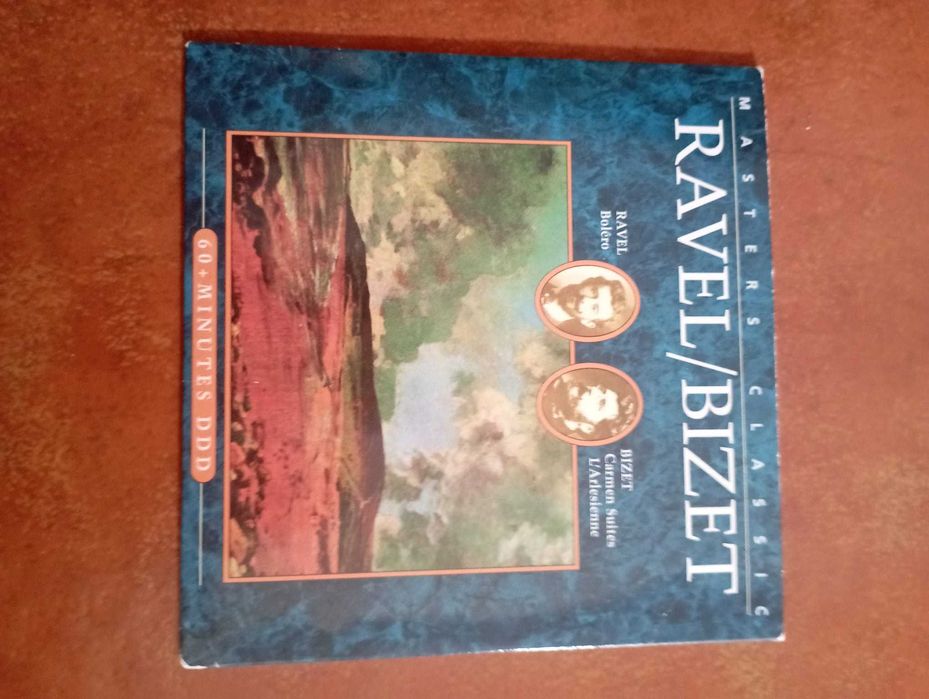 MASTERS CLASSIC
RAVEL/BIZET
RAVEL
Boléro
BIZET
Carmen Suites
L'Arlesienne
60+MINUTES DDD